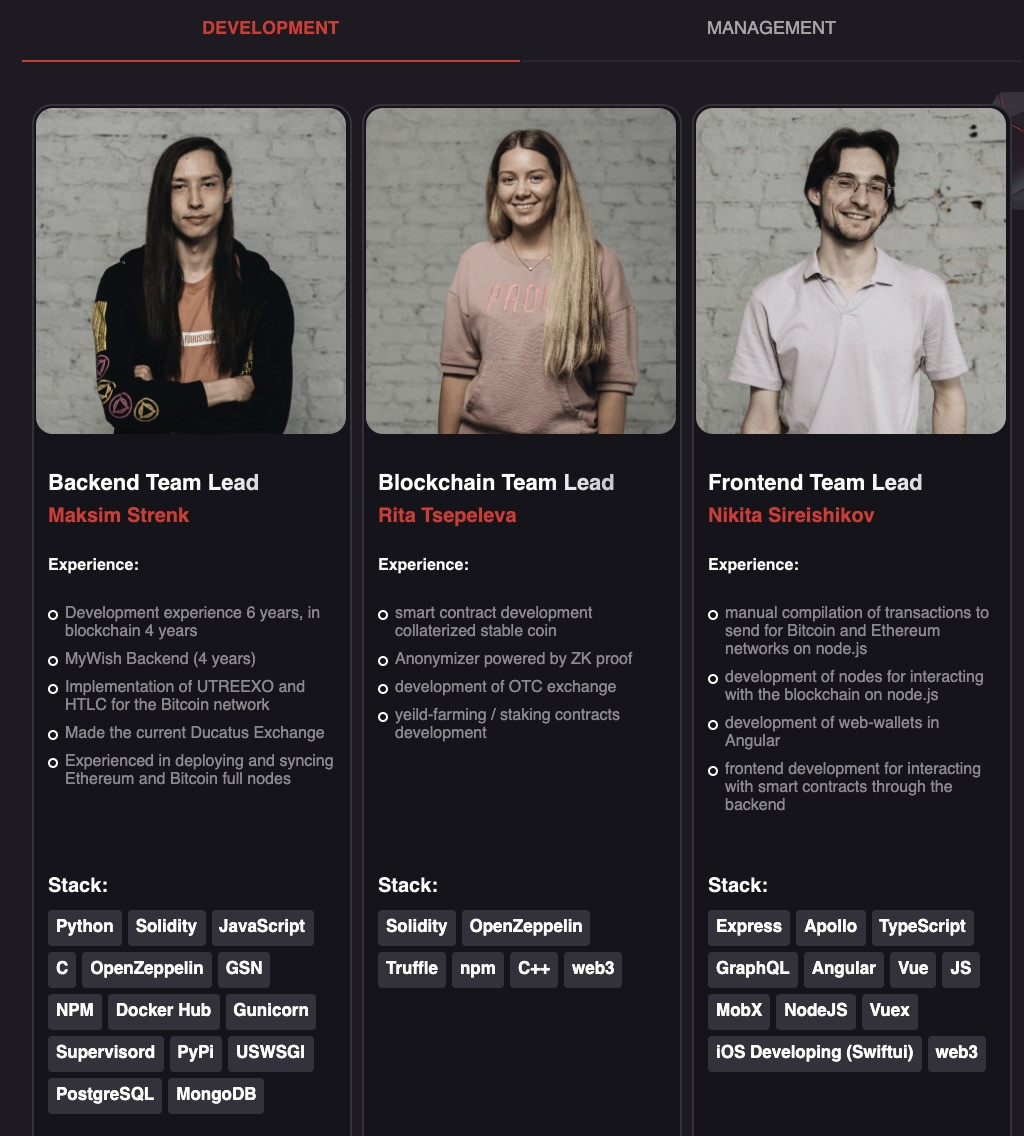 DEVELOPMENT
MANAGEMENT
Backend Team Lead
Maksim Strenk
Experience:
Development experience 6 years, in
blockchain 4 years
MyWish Backend (4 years)
Implementation of UTREEXO and
HTLC for the Bitcoin network
Made the current Ducatus Exchange
Experienced in deploying and syncing
Ethereum and Bitcoin full nodes
Stack:
Python Solidity JavaScript
C OpenZeppelin GSN
NPM Docker Hub Gunicorn
Supervisord PyPi USWSGI
PostgreSQL MongoDB
Blockchain Team Lead
Rita Tsepeleva
Experience:
smart contract development
collaterized stable coin
Anonymizer powered by ZK proof
development of OTC exchange
yeild-farming / staking contracts
development
Stack:
Solidity OpenZeppelin
Truffle npm C++ web3
Frontend Team Lead
Nikita Sireishikov
Experience:
manual compilation of transactions to
send for Bitcoin and Ethereum
networks on node.js
development of nodes for interacting
with the blockchain on node.js
development of web-wallets in
Angular
frontend development for interacting
with smart contracts through the
backend
Stack:
Express Apollo TypeScript
GraphQL Angular Vue JS
MobX NodeJS Vuex
iOS Developing (Swiftui) web3